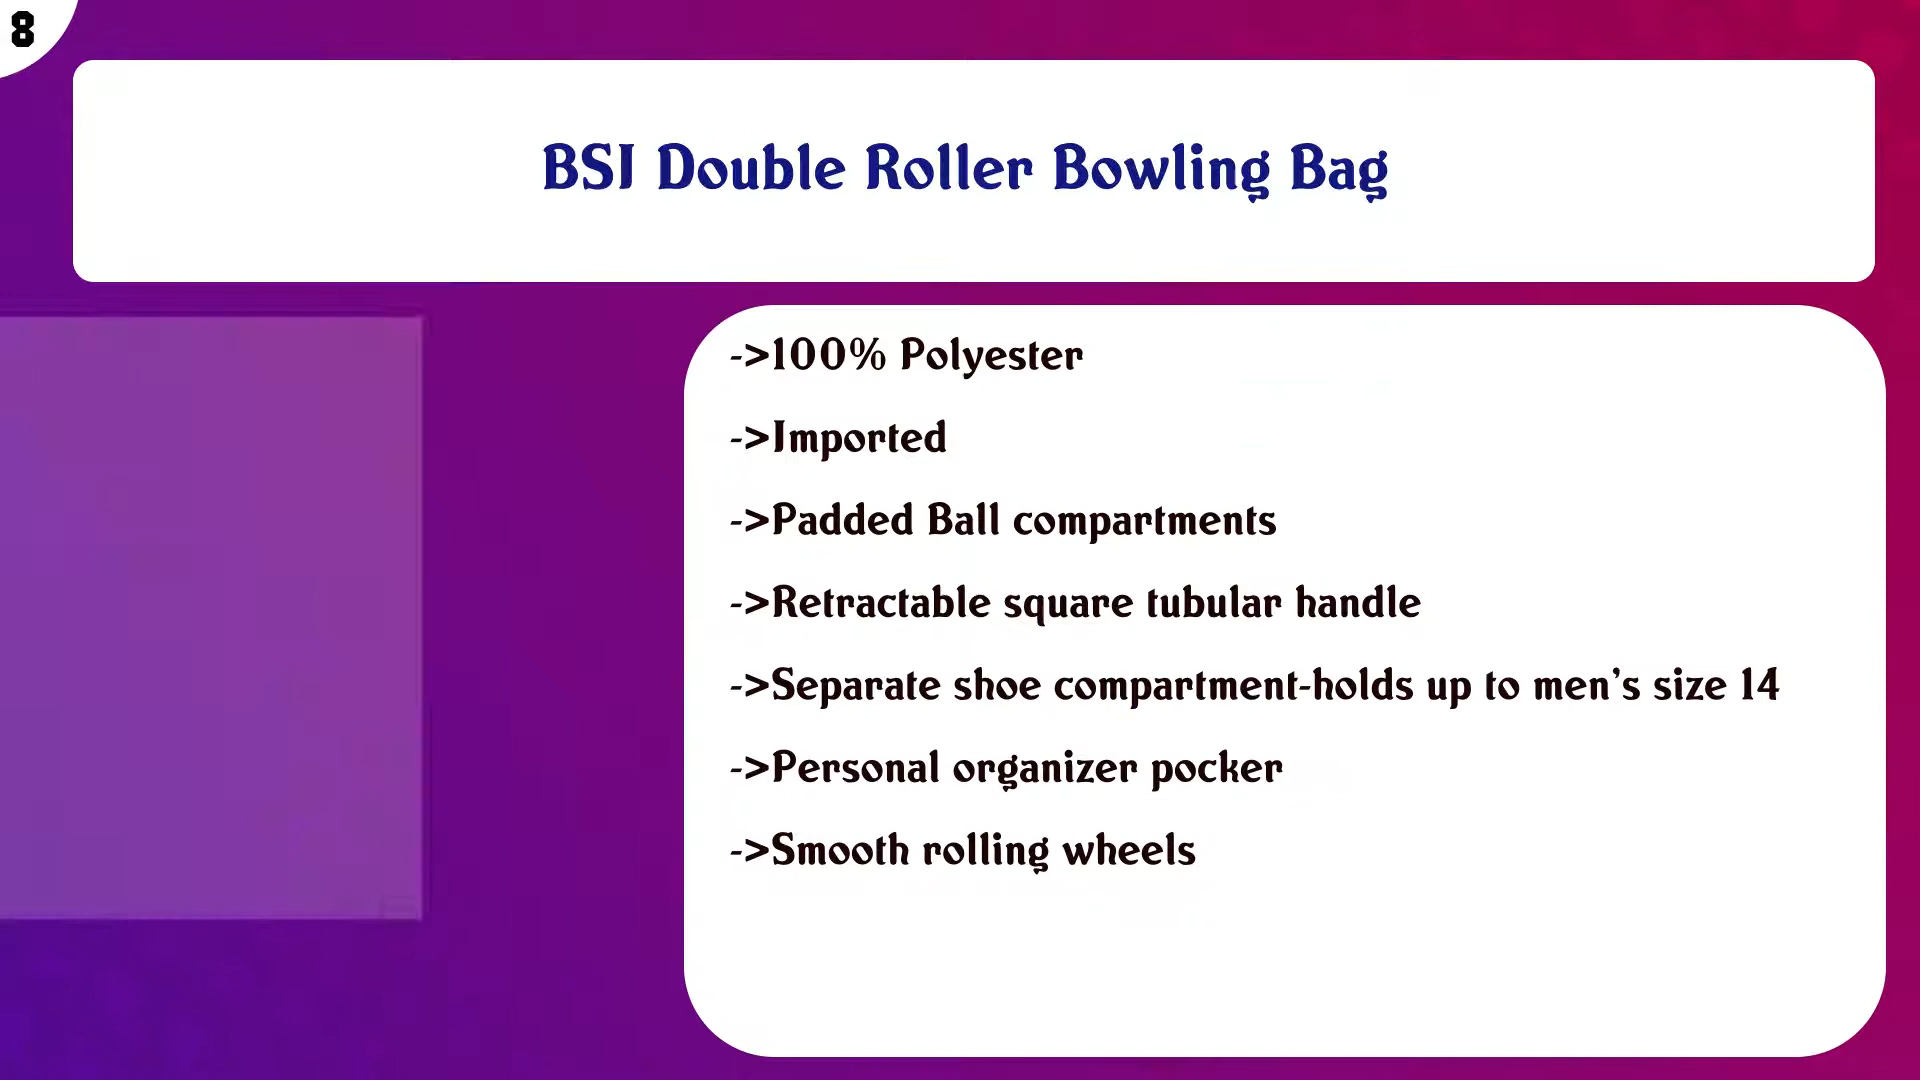 8
BSI Double Roller Bowling Bag
->100% Polyester
->Imported
->Padded Ball compartments
->Retractable square tubular handle
->Separate shoe compartment-holds up to men's size 14
->Personal organizer pocker
->Smooth rolling wheels